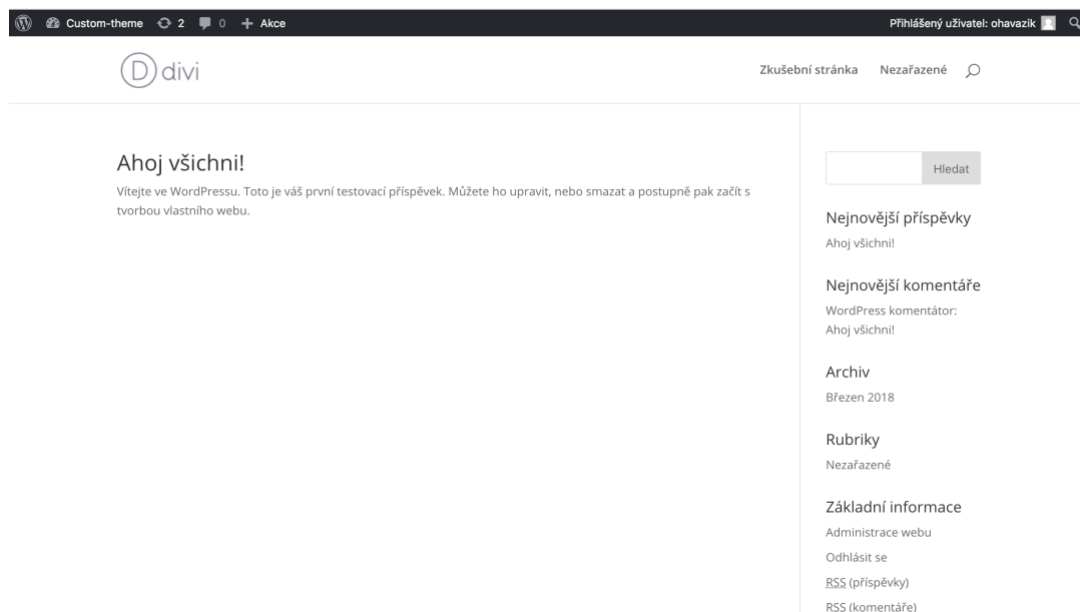 Custom-theme 2 0 + Akce Přihlášený uživatel: ohavazik
D divi
Zkušební stránka Nezařazené
Ahoj všichni!
Vítejte ve WordPressu. Toto je váš první testovací příspěvek. Můžete ho upravit, nebo smazat a postupně pak začít s
tvorbou vlastního webu.
Hledat
Nejnovější příspěvky
Ahoj všichni!
Nejnovější komentáře
WordPress komentátor:
Ahoj všichni!
Archiv
Březen 2018
Rubriky
Nezařazené
Základní informace
Administrace webu
Odhlásit se
RSS (příspěvky)
RSS (komentáře)